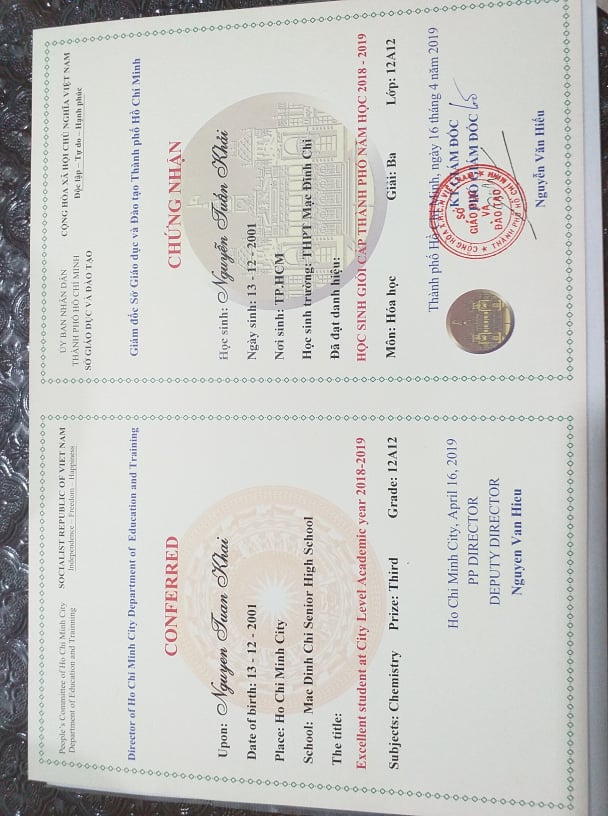 People's Committee of Ho Chi Minh City
Department of Education and Trainning
SOCIALIST REPUBLIC OF VIET NAM
Independence – Freedom – Happiness
Director of Ho Chi Minh City Department of Education and Training
CONFERRED
Upon: Nguyen Tuan Khai
Date of birth: 13 - 12 - 2001
Place: Ho Chi Minh City
School: Mac Dinh Chi Senior High School
The title:
Excellent student at City Level Academic year 2018-2019
Subjects: Chemistry Prize: Third Grade: 12A12
Ho Chi Minh City, April 16, 2019
PP DIRECTOR
DEPUTY DIRECTOR
Nguyen Van Hieu
ỦY BAN NHÂN DÂN
THÀNH PHỐ HỒ CHÍ MINH
SỞ GIÁO DỤC VÀ ĐÀO TẠO
CỘNG HÒA XÃ HỘI CHỦ NGHĨA VIỆT NAM
Độc lập – Tự do – Hạnh phúc
Giám đốc Sở Giáo dục và Đào tạo Thành phố Hồ Chí Minh
CHỨNG NHẬN
Học sinh: Nguyễn Tuấn Khải
Ngày sinh: 13 - 12 - 2001
Nơi sinh: TP.HCM
Học sinh trường: THPT Mạc Đĩnh Chi
Đã đạt danh hiệu:
HỌC SINH GIỎI CẤP THÀNH PHỐ NĂM HỌC 2018 - 2019
Môn: Hóa học Giải: Ba Lớp: 12A12
Thành phố Hồ Chí Minh, ngày 16 tháng 4 năm 2019
KT.GIÁM ĐỐC
PHÓ GIÁM ĐỐC
CỘNG HÒA X.H.C.N VIỆT NAM
SỞ
GIÁO DỤC
VÀ
ĐÀO TẠO
THÀNH PHỐ HỒ CHÍ MINH
Nguyễn Văn Hiếu